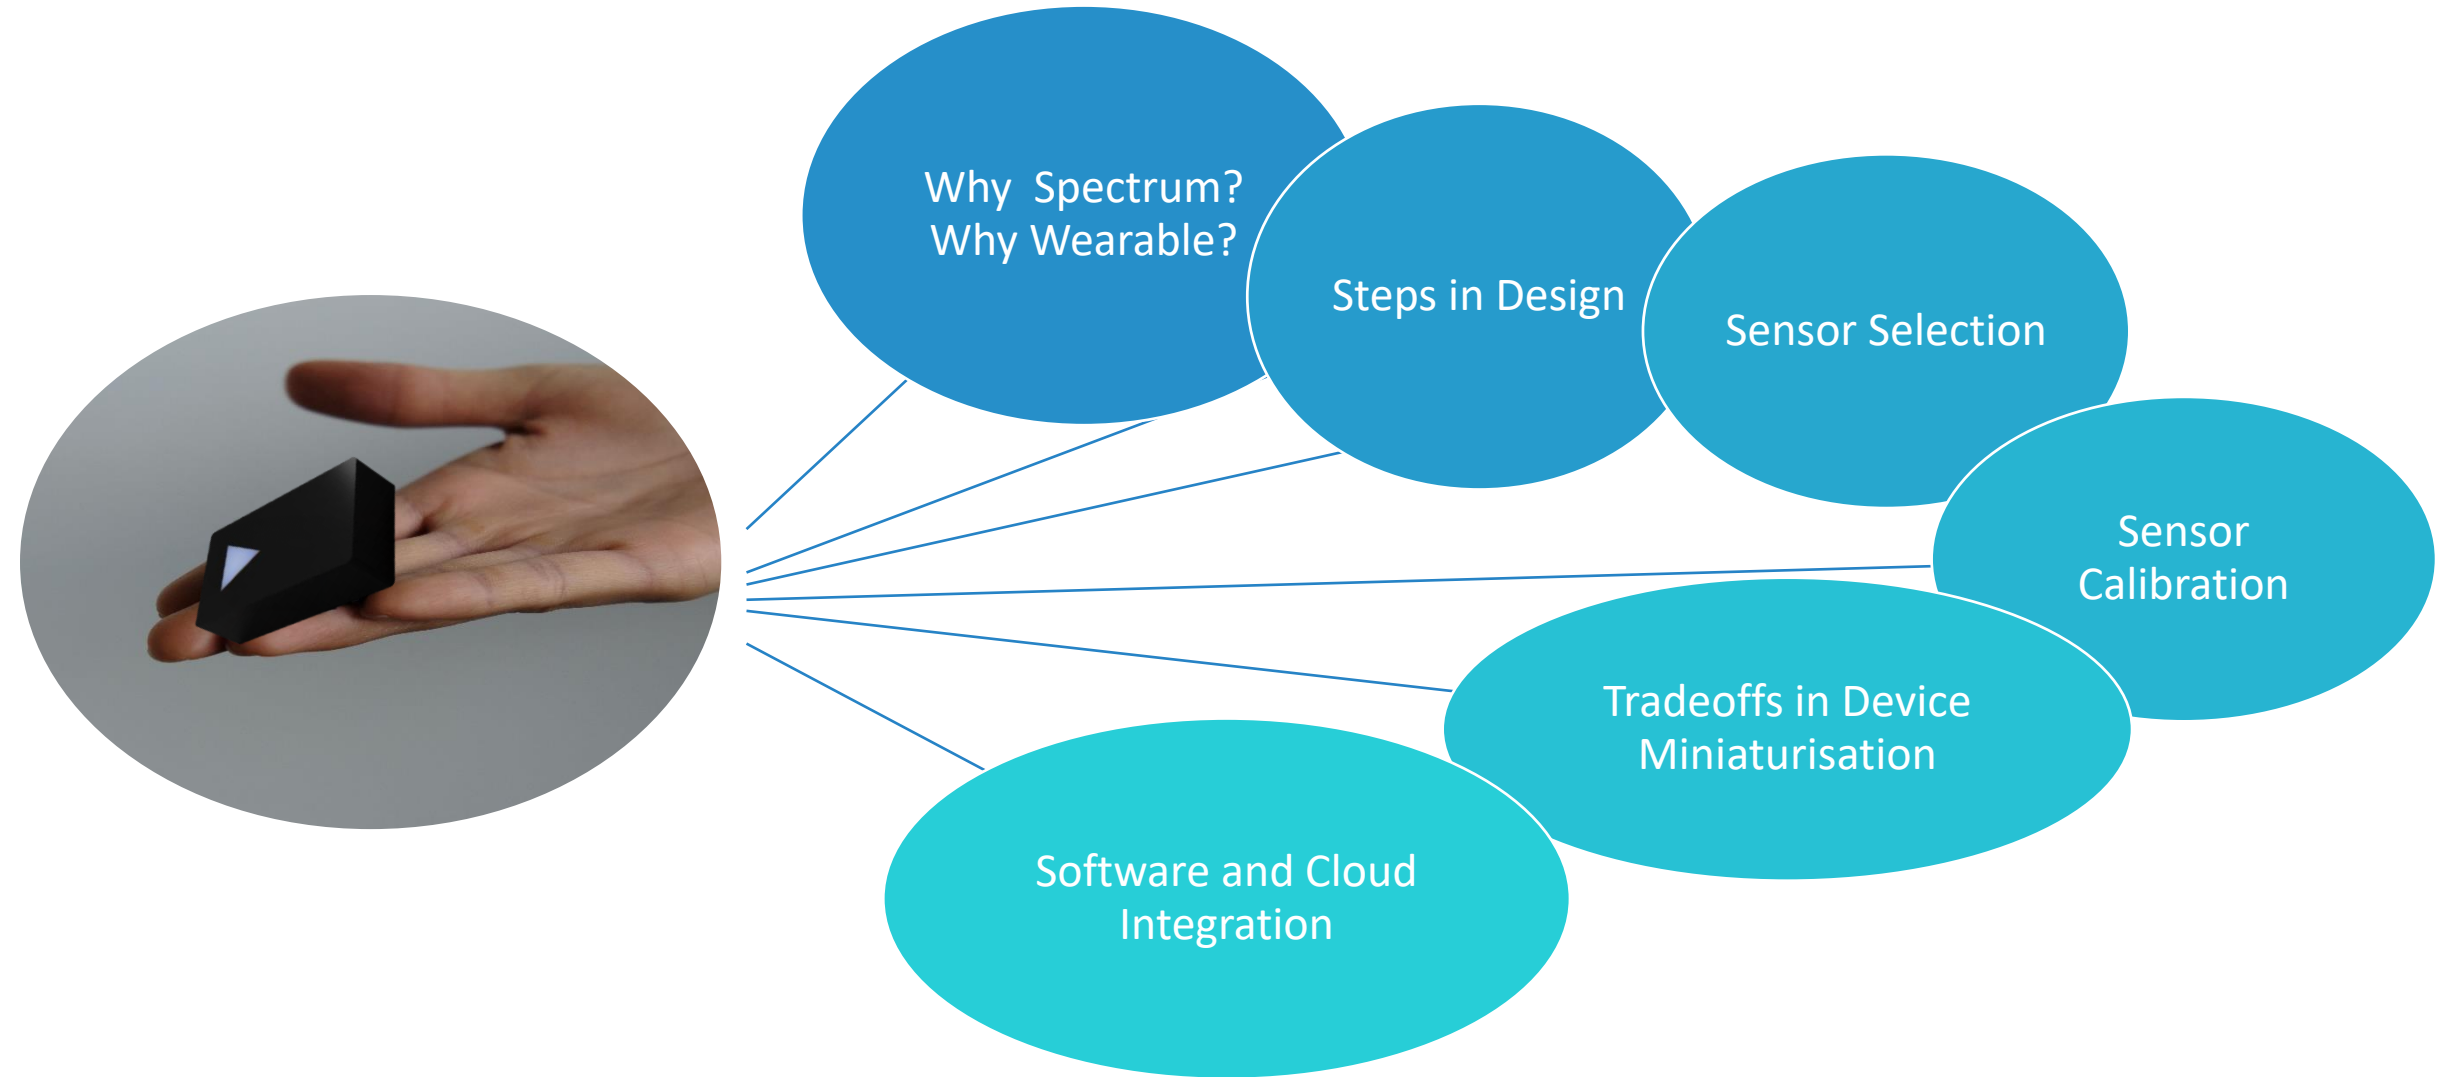 Why  Spectrum?
Why Wearable?
Steps in Design
Sensor Selection
Sensor
Calibration
Tradeoffs in Device
Miniaturisation
Software and Cloud
Integration